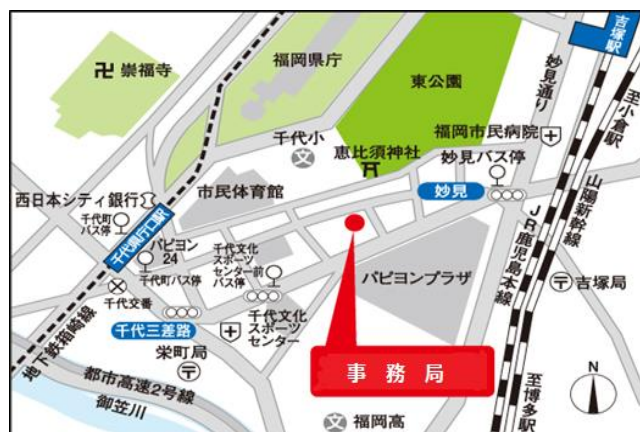 吉塚駅
至小倉駅
福岡県庁
卍 崇福寺
東公園
妙見通り
福岡市民病院
千代小
文
恵比須神社
妙見バス停
妙見
山陽新幹線
市民体育館
西日本シティ銀行
千代町
バス停
千代県庁口駅
パピヨン
24
千代町バス停
千代文化
スポーツ
センター前
バス停
パピヨンプラザ
JR鹿児島本線
吉塚局
千代交番
千代三差路
千代文化
スポーツ
センター
地下鉄箱崎線
栄町局
事務局
都市高速2号線
御笠川
文
福岡高
至博多駅
N